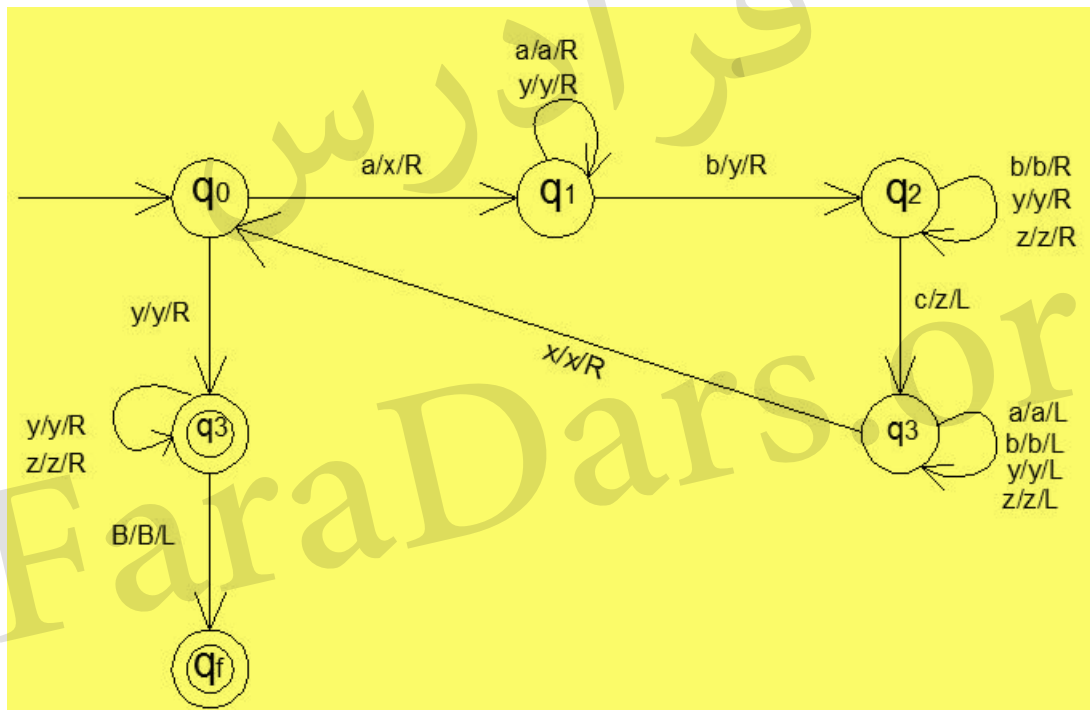 فرادرس
a/a/R
y/y/R
a/x/R
b/y/R
b/b/R
y/y/R
z/z/R
q0
q1
q2
y/y/R
x/x/R
c/z/L
y/y/R
z/z/R
q3
q3
a/a/L
b/b/L
y/y/L
z/z/L
B/B/L
qf
FaraDars.or